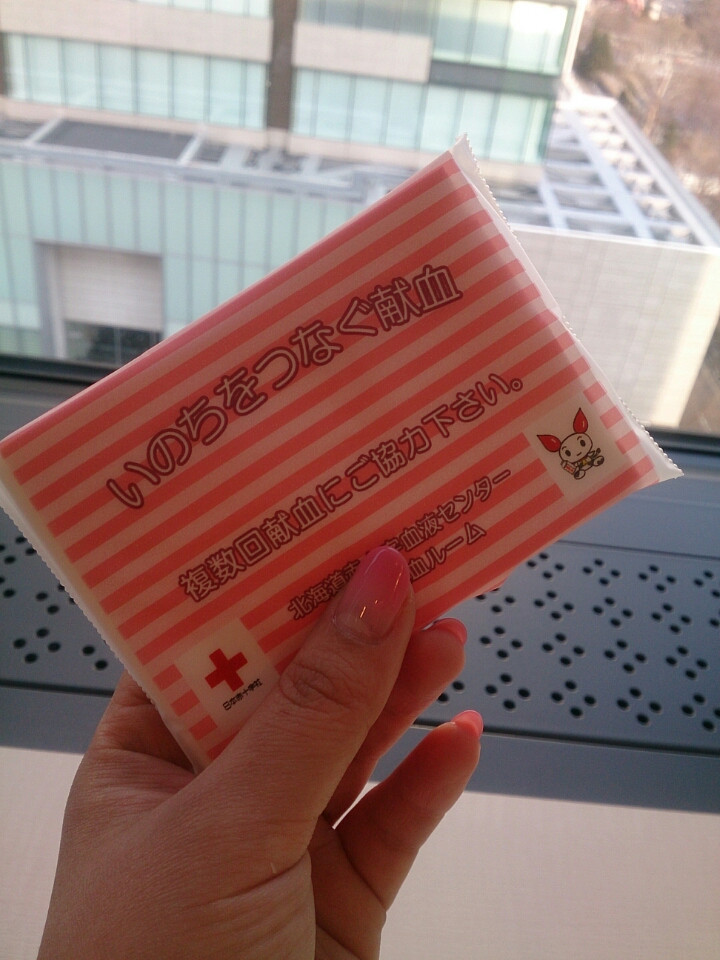 いのちをつなぐ献血
複数回献血にご協力下さい。
北海道 血液センター
血ルーム
日本赤十字社